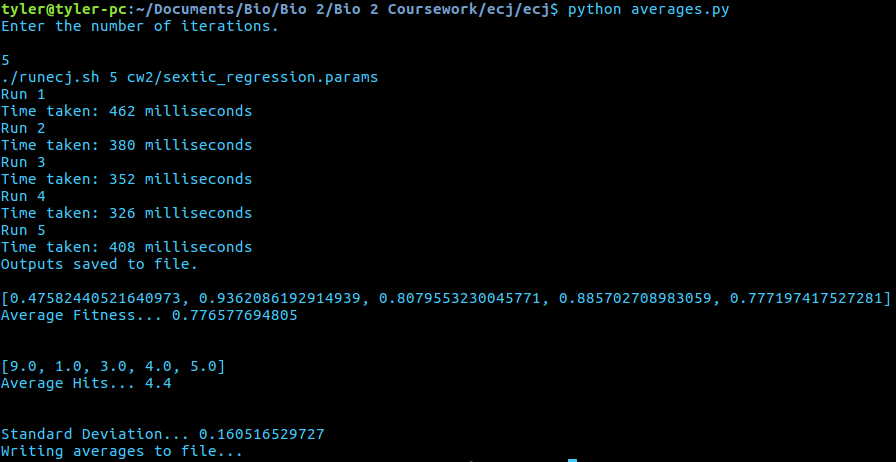 tyler@tyler-pc:~/Documents/Bio/Bio 2/Bio 2 Coursework/ecj/ecj$ python averages.py
Enter the number of iterations.
5
./runecj.sh 5 cw2/sextic_regression.params
Run 1
Time taken: 462 milliseconds
Run 2
Time taken: 380 milliseconds
Run 3
Time taken: 352 milliseconds
Run 4
Time taken: 326 milliseconds
Run 5
Time taken: 408 milliseconds
Outputs saved to file.
[0.47582440521640973, 0.9362086192914939, 0.8079553230045771, 0.885702708983059, 0.777197417527281]
Average Fitness... 0.776577694805
[9.0, 1.0, 3.0, 4.0, 5.0]
Average Hits... 4.4
Standard Deviation... 0.160516529727
Writing averages to file...